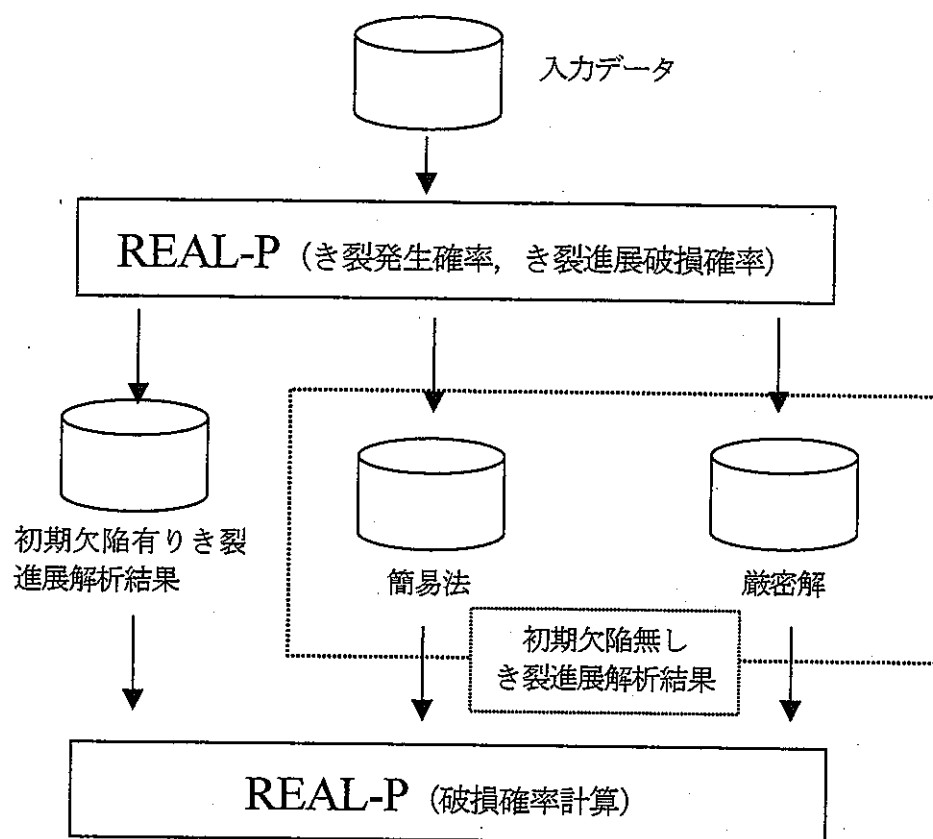 入力データ
REAL-P (き裂発生確率, き裂進展破損確率)
初期欠陥有りき裂
進展解析結果
簡易法
厳密解
初期欠陥無し
き裂進展解析結果
REAL-P (破損確率計算)